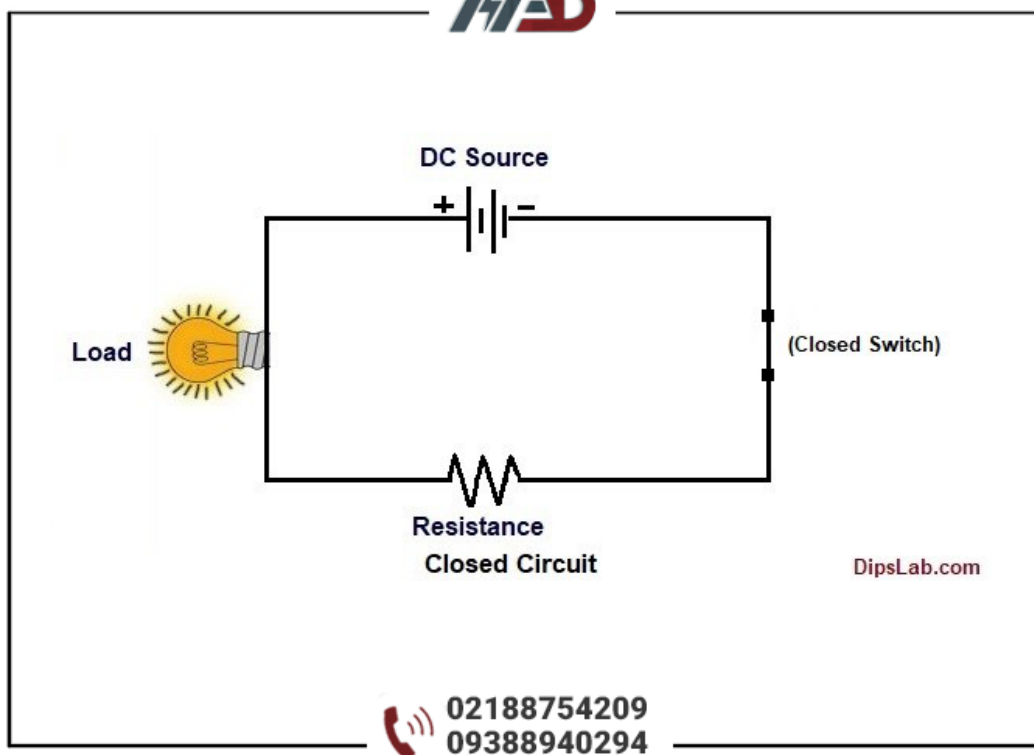 DC Source
+ −
Load
(Closed Switch)
Resistance
Closed Circuit
DipsLab.com
02188754209
09388940294